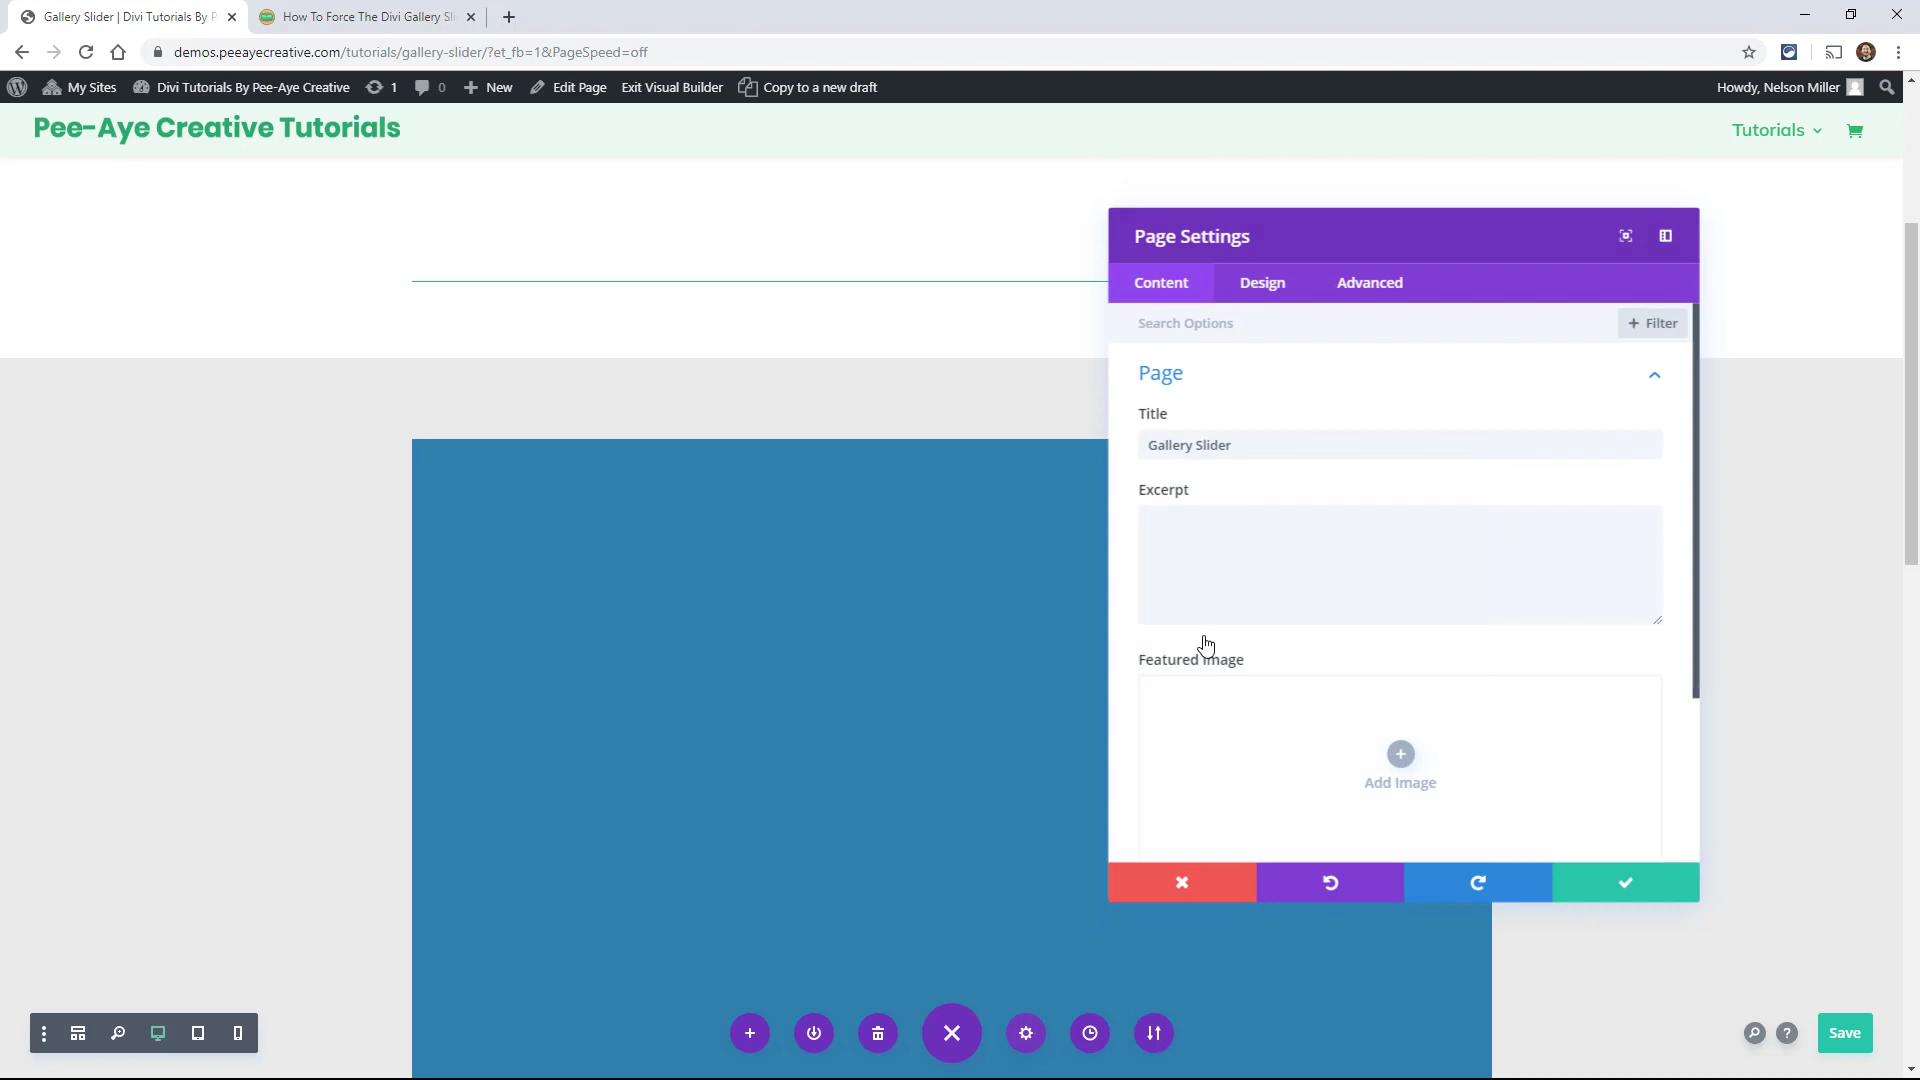 Gallery Slider | Divi Tutorials By P
How To Force The Divi Gallery Sli
demos.peeayecreative.com/tutorials/gallery-slider/?et_fb=1&PageSpeed=off
My Sites
Divi Tutorials By Pee-Aye Creative
1
0
New
Edit Page
Exit Visual Builder
Copy to a new draft
Howdy, Nelson Miller
Pee-Aye Creative Tutorials
Tutorials
Page Settings
Content
Design
Advanced
Search Options
+ Filter
Page
Title
Gallery Slider
Excerpt
Featured Image
Add Image
Save